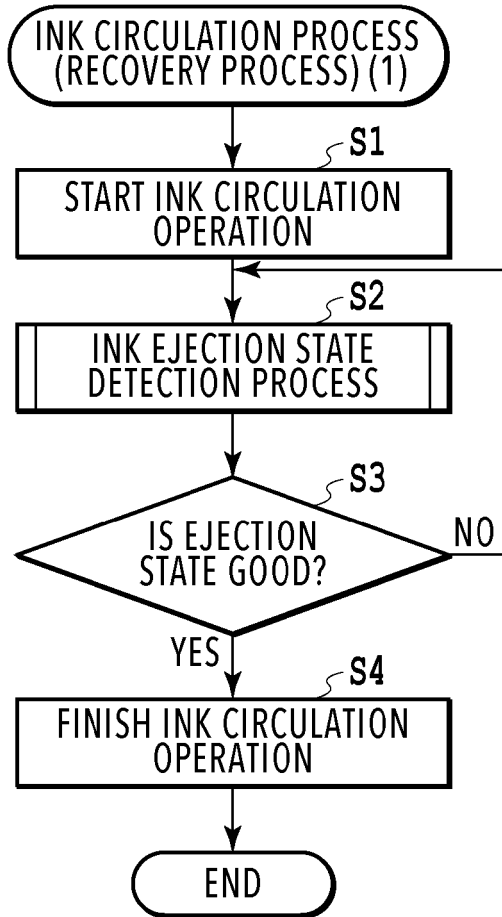 INK CIRCULATION PROCESS
(RECOVERY PROCESS) (1)
S1
START INK CIRCULATION
OPERATION
S2
INK EJECTION STATE
DETECTION PROCESS
S3
IS EJECTION
STATE GOOD?
NO
YES
S4
FINISH INK CIRCULATION
OPERATION
END